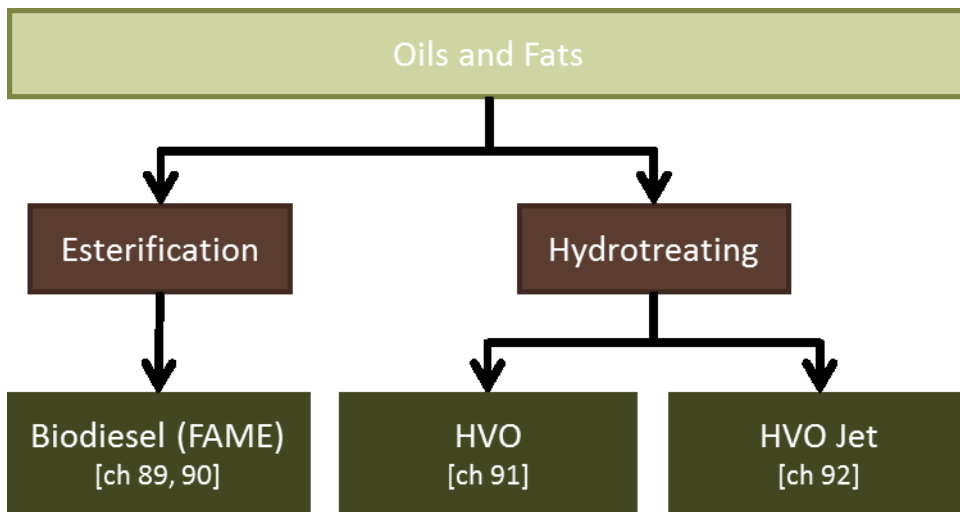 Oils and Fats
Esterification
Hydrotreating
Biodiesel (FAME)
[ch 89, 90]
HVO
[ch 91]
HVO Jet
[ch 92]